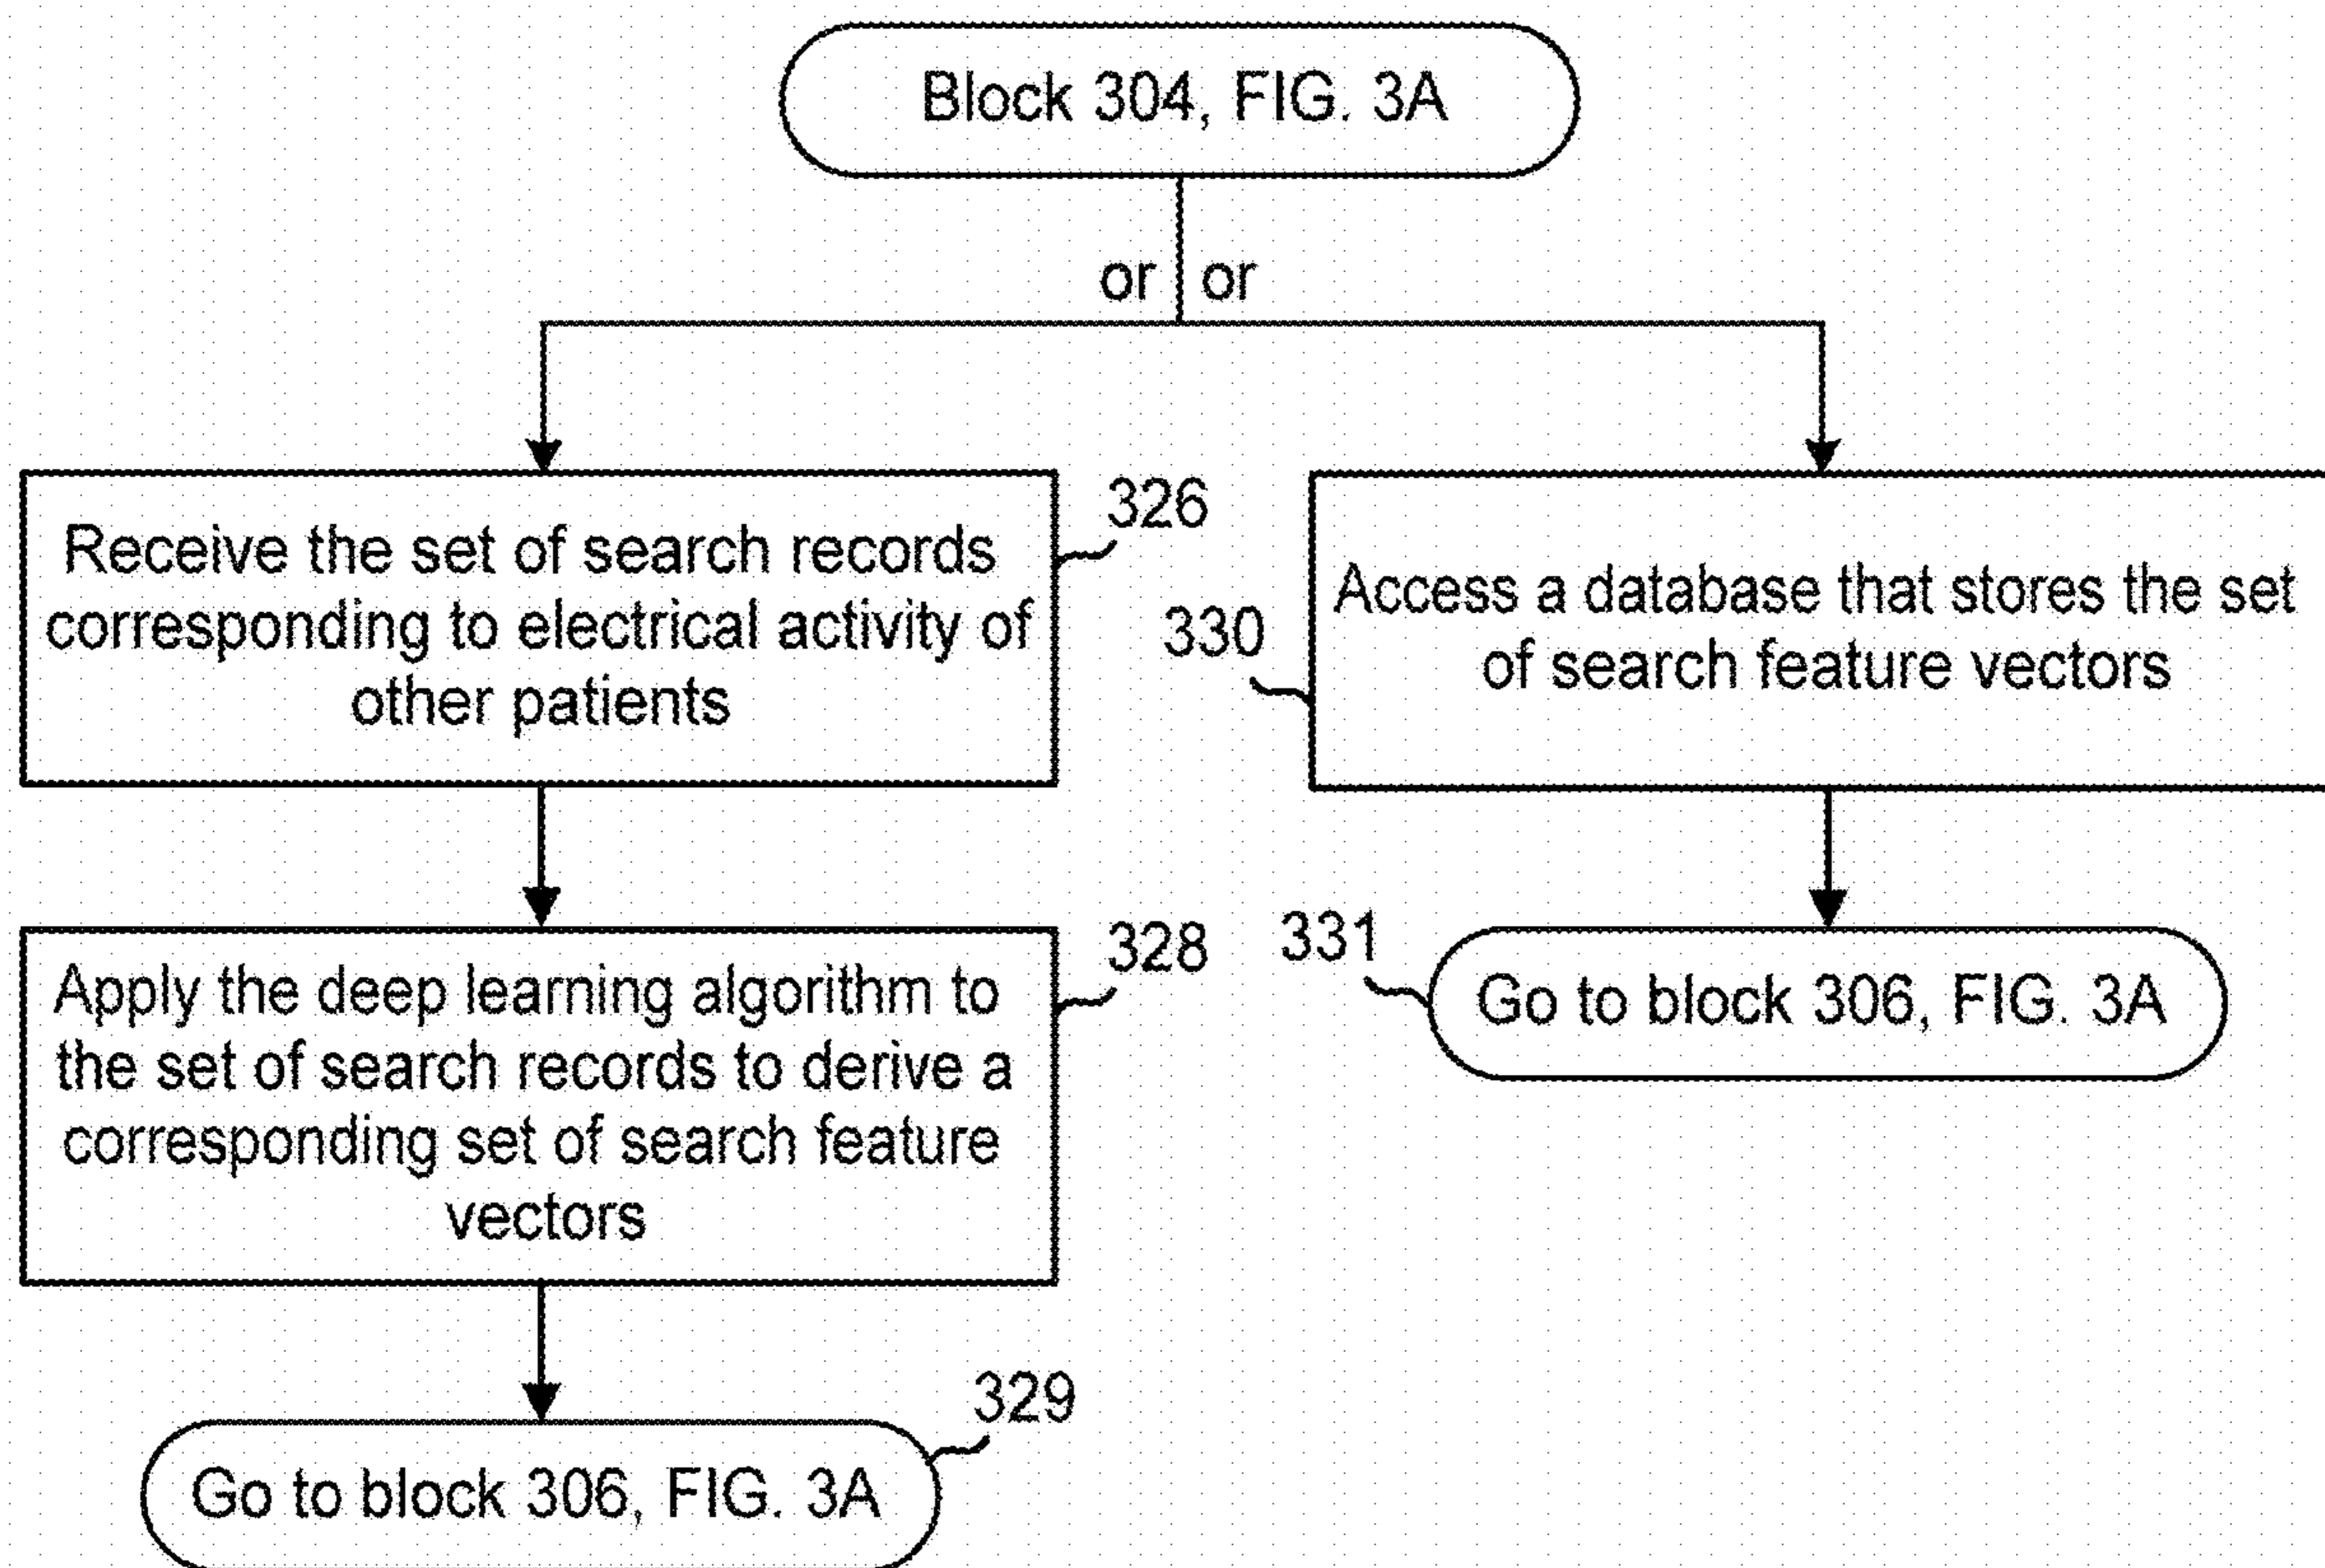 Block 304, FIG. 3A
or or
Receive the set of search records
corresponding to electrical activity of
other patients
326
Apply the deep learning algorithm to
the set of search records to derive a
corresponding set of search feature
vectors
328
Go to block 306, FIG. 3A
329
Access a database that stores the set
of search feature vectors
330
Go to block 306, FIG. 3A
331